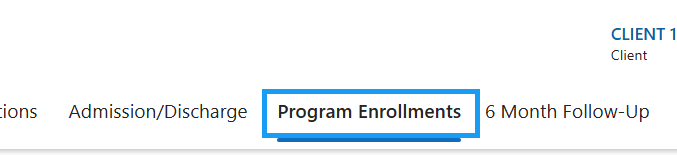 CLIENT 1
Client
tions Admission/Discharge Program Enrollments 6 Month Follow-Up